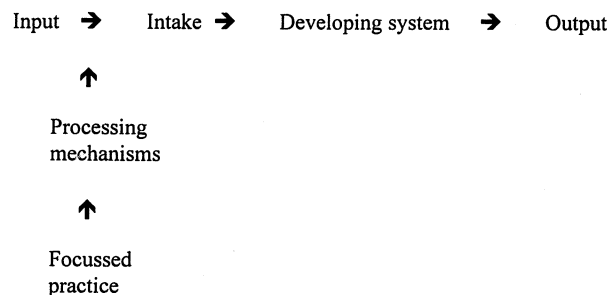 Input → Intake → Developing system → Output
↑
Processing
mechanisms
↑
Focussed
practice